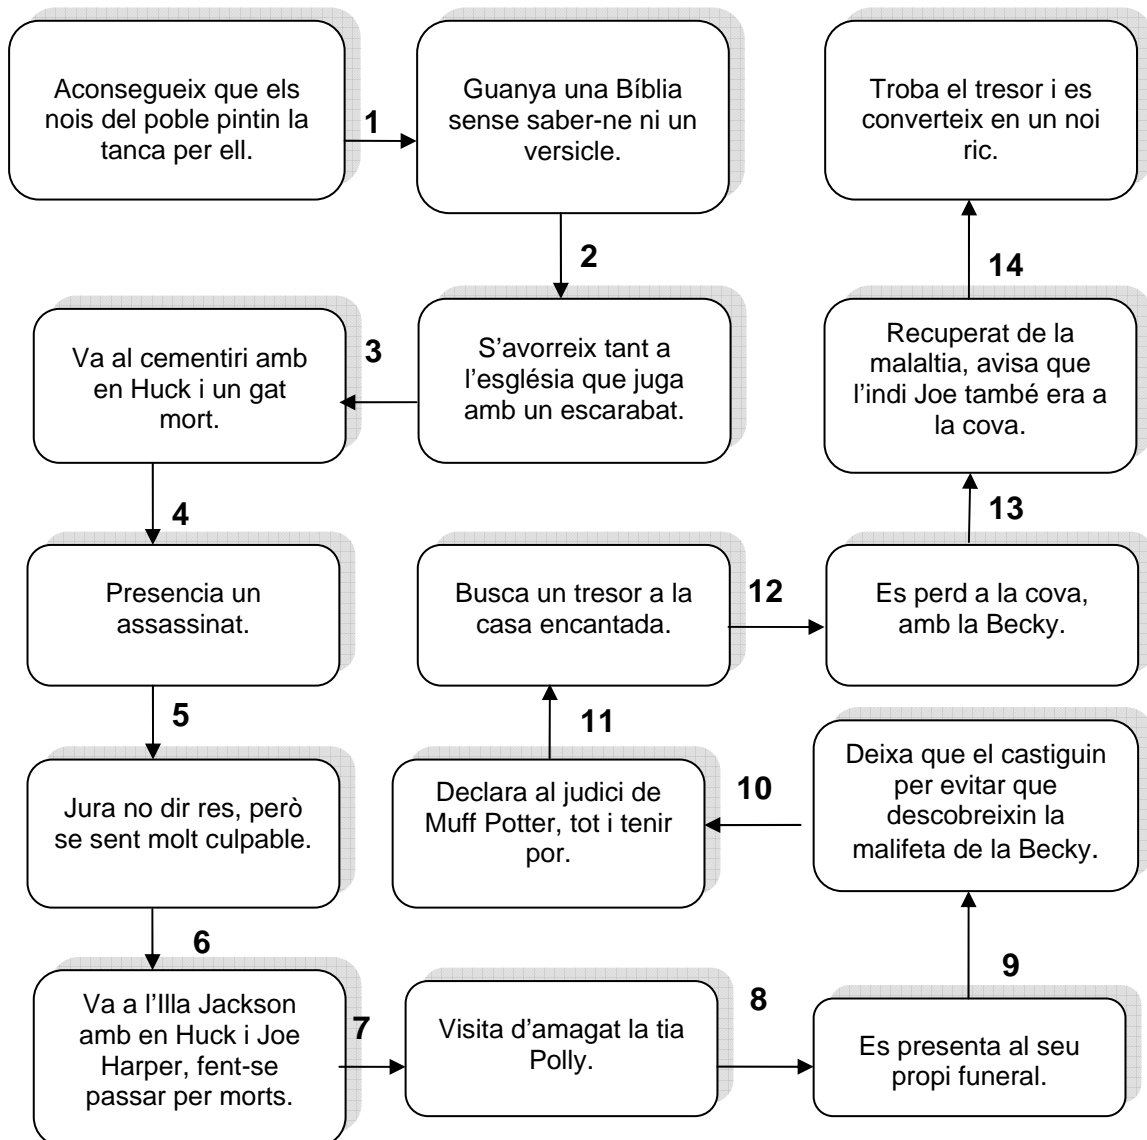 Aconsegueix que els
nois del poble pintin la
tanca per ell.
1
Guanya una Bíblia
sense saber-ne ni un
versicle.
2
S'avorreix tant a
l'església que juga
amb un escarabat.
3
Va al cementiri amb
en Huck i un gat
mort.
4
Presencia un
assassinat.
5
Jura no dir res, però
se sent molt culpable.
6
Va a l'Illa Jackson
amb en Huck i Joe
Harper, fent-se
passar per morts.
7
Visita d'amagat la tia
Polly.
8
Es presenta al seu
propi funeral.
9
Deixa que el castiguin
per evitar que
descobreixin la
malifeta de la Becky.
10
Declara al judici de
Muff Potter, tot i tenir
por.
11
Busca un tresor a la
casa encantada.
12
Es perd a la cova,
amb la Becky.
13
Recuperat de la
malaltia, avisa que
l'indi Joe també era a
la cova.
14
Troba el tresor i es
converteix en un noi
ric.